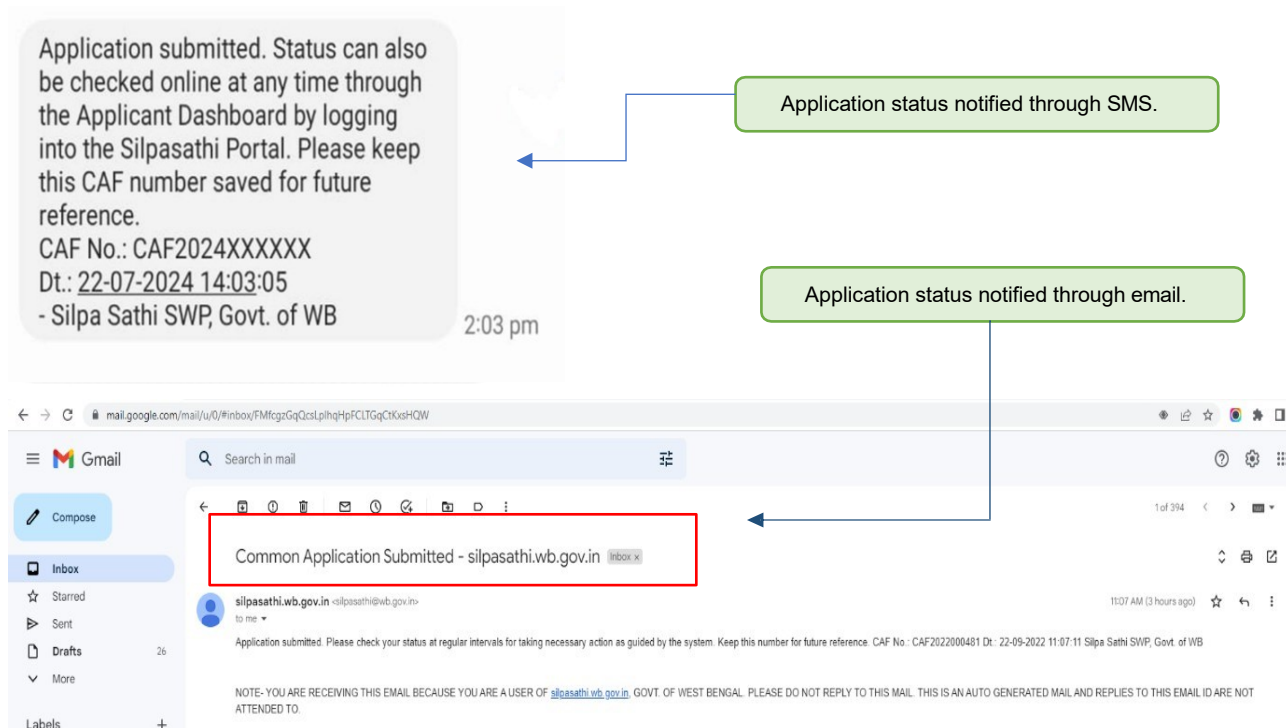 Application submitted. Status can also
be checked online at any time through
the Applicant Dashboard by logging
into the Silpasathi Portal. Please keep
this CAF number saved for future
reference.
CAF No.: CAF2024XXXXXX
Dt.: 22-07-2024 14:03:05
- Silpa Sathi SWP, Govt. of WB
2:03 pm
Application status notified through SMS.
Application status notified through email.
mail.google.com/mail/u/0/#inbox/FMfcgzGqQcsLplhqHpFCLTGqCtKxsHQW
Gmail
Search in mail
Compose
1 of 394
Common Application Submitted - silpasathi.wb.gov.in Inbox x
Inbox
Starred
Sent
Drafts 26
More
Labels +
silpasathi.wb.gov.in <silpasathi@wb.gov.in>
to me
11:07 AM (3 hours ago)
Application submitted. Please check your status at regular intervals for taking necessary action as guided by the system. Keep this number for future reference. CAF No.: CAF2022000481 Dt.: 22-09-2022 11:07:11 Silpa Sathi SWP, Govt. of WB
NOTE- YOU ARE RECEIVING THIS EMAIL BECAUSE YOU ARE A USER OF silpasathi.wb.gov.in, GOVT. OF WEST BENGAL. PLEASE DO NOT REPLY TO THIS MAIL. THIS IS AN AUTO GENERATED MAIL AND REPLIES TO THIS EMAIL ID ARE NOT
ATTENDED TO.